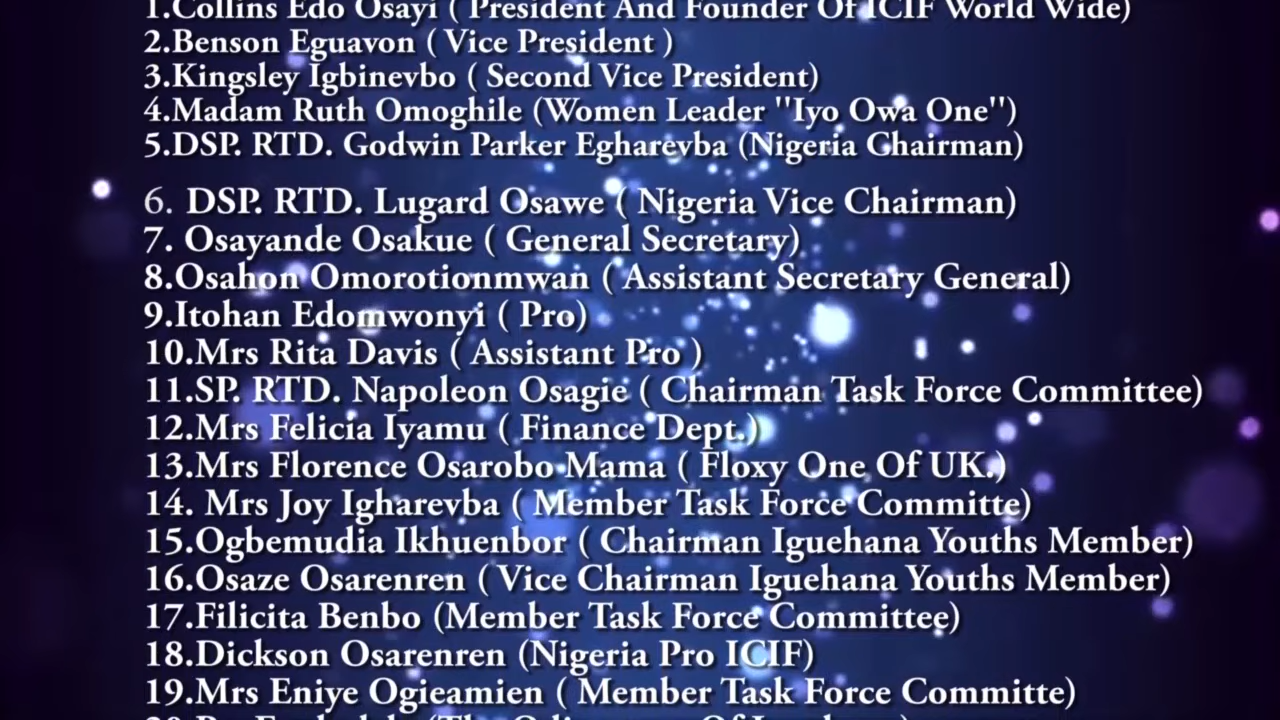 1.Collins Edo Osayi ( President And Founder Of ICIF World Wide)
2.Benson Eguavon ( Vice President )
3.Kingsley Igbinevbo ( Second Vice President)
4.Madam Ruth Omoghile (Women Leader "Iyo Owa One")
5.DSP. RTD. Godwin Parker Egharevba (Nigeria Chairman)
6. DSP. RTD. Lugard Osawe ( Nigeria Vice Chairman)
7. Osayande Osakue ( General Secretary)
8.Osahon Omorotionmwan ( Assistant Secretary General)
9.Itohan Edomwonyi ( Pro)
10.Mrs Rita Davis ( Assistant Pro )
11.SP. RTD. Napoleon Osagie ( Chairman Task Force Committee)
12.Mrs Felicia Iyamu ( Finance Dept.)
13.Mrs Florence Osarobo Mama ( Floxy One Of UK.)
14. Mrs Joy Igharevba ( Member Task Force Committe)
15.Ogbemudia Ikhuenbor ( Chairman Iguehana Youths Member)
16.Osaze Osarenren ( Vice Chairman Iguehana Youths Member)
17.Filicita Benbo (Member Task Force Committee)
18.Dickson Osarenren (Nigeria Pro ICIF)
19.Mrs Eniye Ogieamien ( Member Task Force Committe)